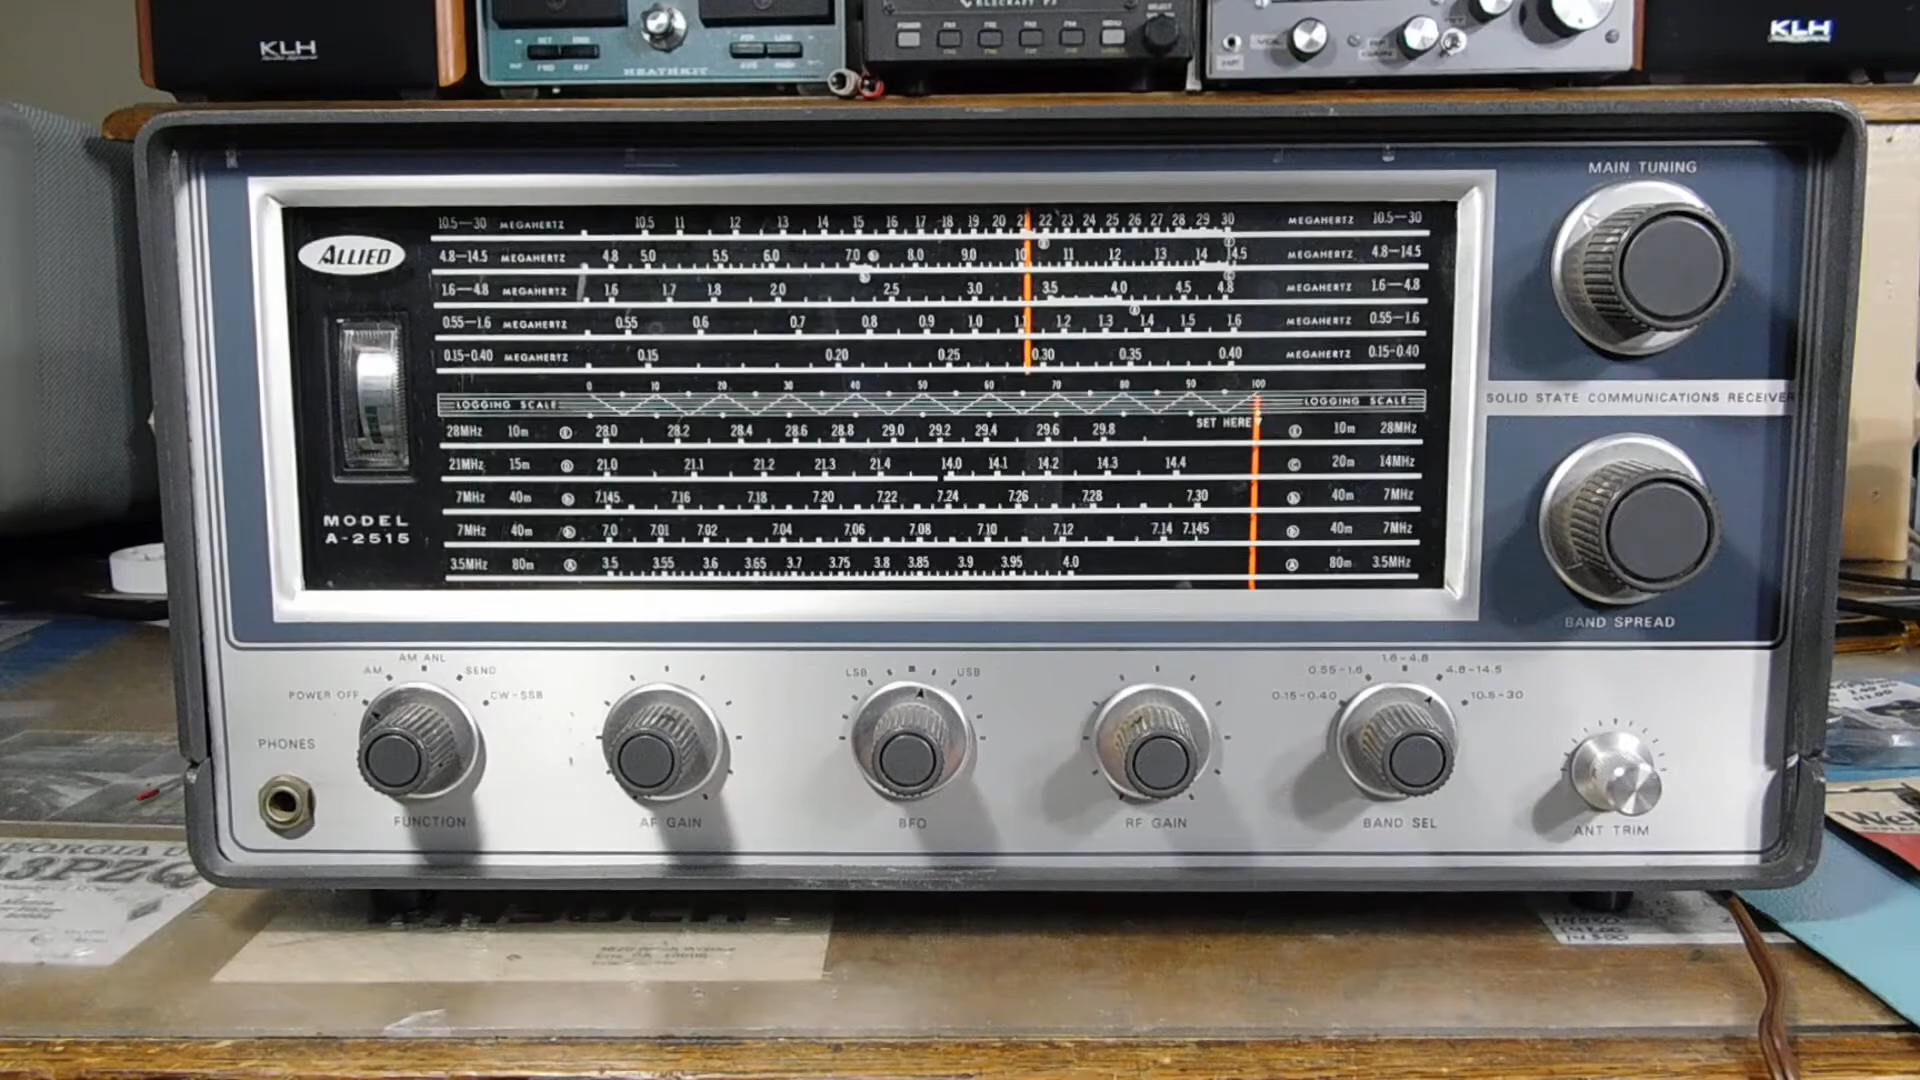 KLH
HEATHKIT
ELECRAFT P3
SELECT
POWER
MENU
KLH
MAIN TUNING
10.5—30 MEGAHERTZ 10.5 11 12 13 14 15 16 17 18 19 20 21 22 23 24 25 26 27 28 29 30 MEGAHERTZ 10.5—30
ALLIED
4.8—14.5 MEGAHERTZ 4.8 5.0 5.5 6.0 7.0 8.0 9.0 10 11 12 13 14 14.5 MEGAHERTZ 4.8—14.5
1.6—4.8 MEGAHERTZ 1.6 1.7 1.8 2.0 2.5 3.0 3.5 4.0 4.5 4.8 MEGAHERTZ 1.6—4.8
0.55—1.6 MEGAHERTZ 0.55 0.6 0.7 0.8 0.9 1.0 1.1 1.2 1.3 1.4 1.5 1.6 MEGAHERTZ 0.55—1.6
0.15-0.40 MEGAHERTZ 0.15 0.20 0.25 0.30 0.35 0.40 MEGAHERTZ 0.15-0.40
0 10 20 30 40 50 60 70 80 90 100
LOGGING SCALE LOGGING SCALE
SOLID STATE COMMUNICATIONS RECEIVER
SET HERE
28MHz 10m E 28.0 28.2 28.4 28.6 28.8 29.0 29.2 29.4 29.6 29.8 E 10m 28MHz
21MHz 15m D 21.0 21.1 21.2 21.3 21.4 14.0 14.1 14.2 14.3 14.4 C 20m 14MHz
7MHz 40m b 7.145 7.16 7.18 7.20 7.22 7.24 7.26 7.28 7.30 b 40m 7MHz
MODEL
A-2515
7MHz 40m b 7.0 7.01 7.02 7.04 7.06 7.08 7.10 7.12 7.14 7.145 b 40m 7MHz
3.5MHz 80m A 3.5 3.55 3.6 3.65 3.7 3.75 3.8 3.85 3.9 3.95 4.0 A 80m 3.5MHz
BAND SPREAD
POWER OFF AM AM ANL SEND CW-SSB
LSB USB
0.15-0.40 0.55-1.6 1.6-4.8 4.8-14.5 10.5-30
PHONES
FUNCTION
AF GAIN
BFO
RF GAIN
BAND SEL
ANT TRIM